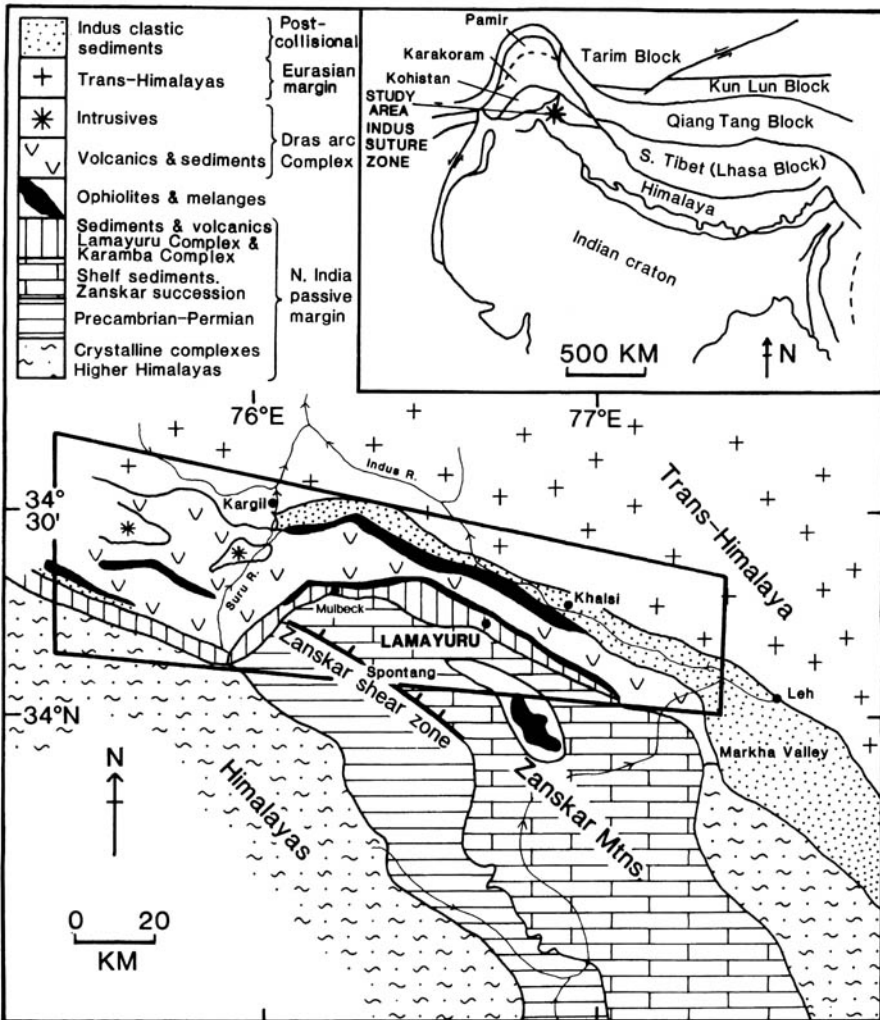 Indus clastic
sediments
Post-
collisional
Trans-Himalayas
Eurasian
margin
Intrusives
Volcanics & sediments
Dras arc
Complex
Ophiolites & melanges
Sediments & volcanics
Lamayuru Complex &
Karamba Complex
Shelf sediments.
Zanskar succession
Precambrian-Permian
Crystalline complexes
Higher Himalayas
N. India
passive
margin
Pamir
Karakoram
Kohistan
STUDY
AREA
INDUS
SUTURE
ZONE
Tarim Block
Kun Lun Block
Qiang Tang Block
S. Tibet (Lhasa Block)
Himalaya
Indian craton
500 KM
N
76°E
77°E
34°
30'
34°N
Indus R.
Kargil
Suru R.
Mulbeck
LAMAYURU
Khalsi
Trans-Himalaya
Leh
Spontang
Zanskar shear zone
Markha Valley
Zanskar Mtns.
Himalayas
N
0 20
KM